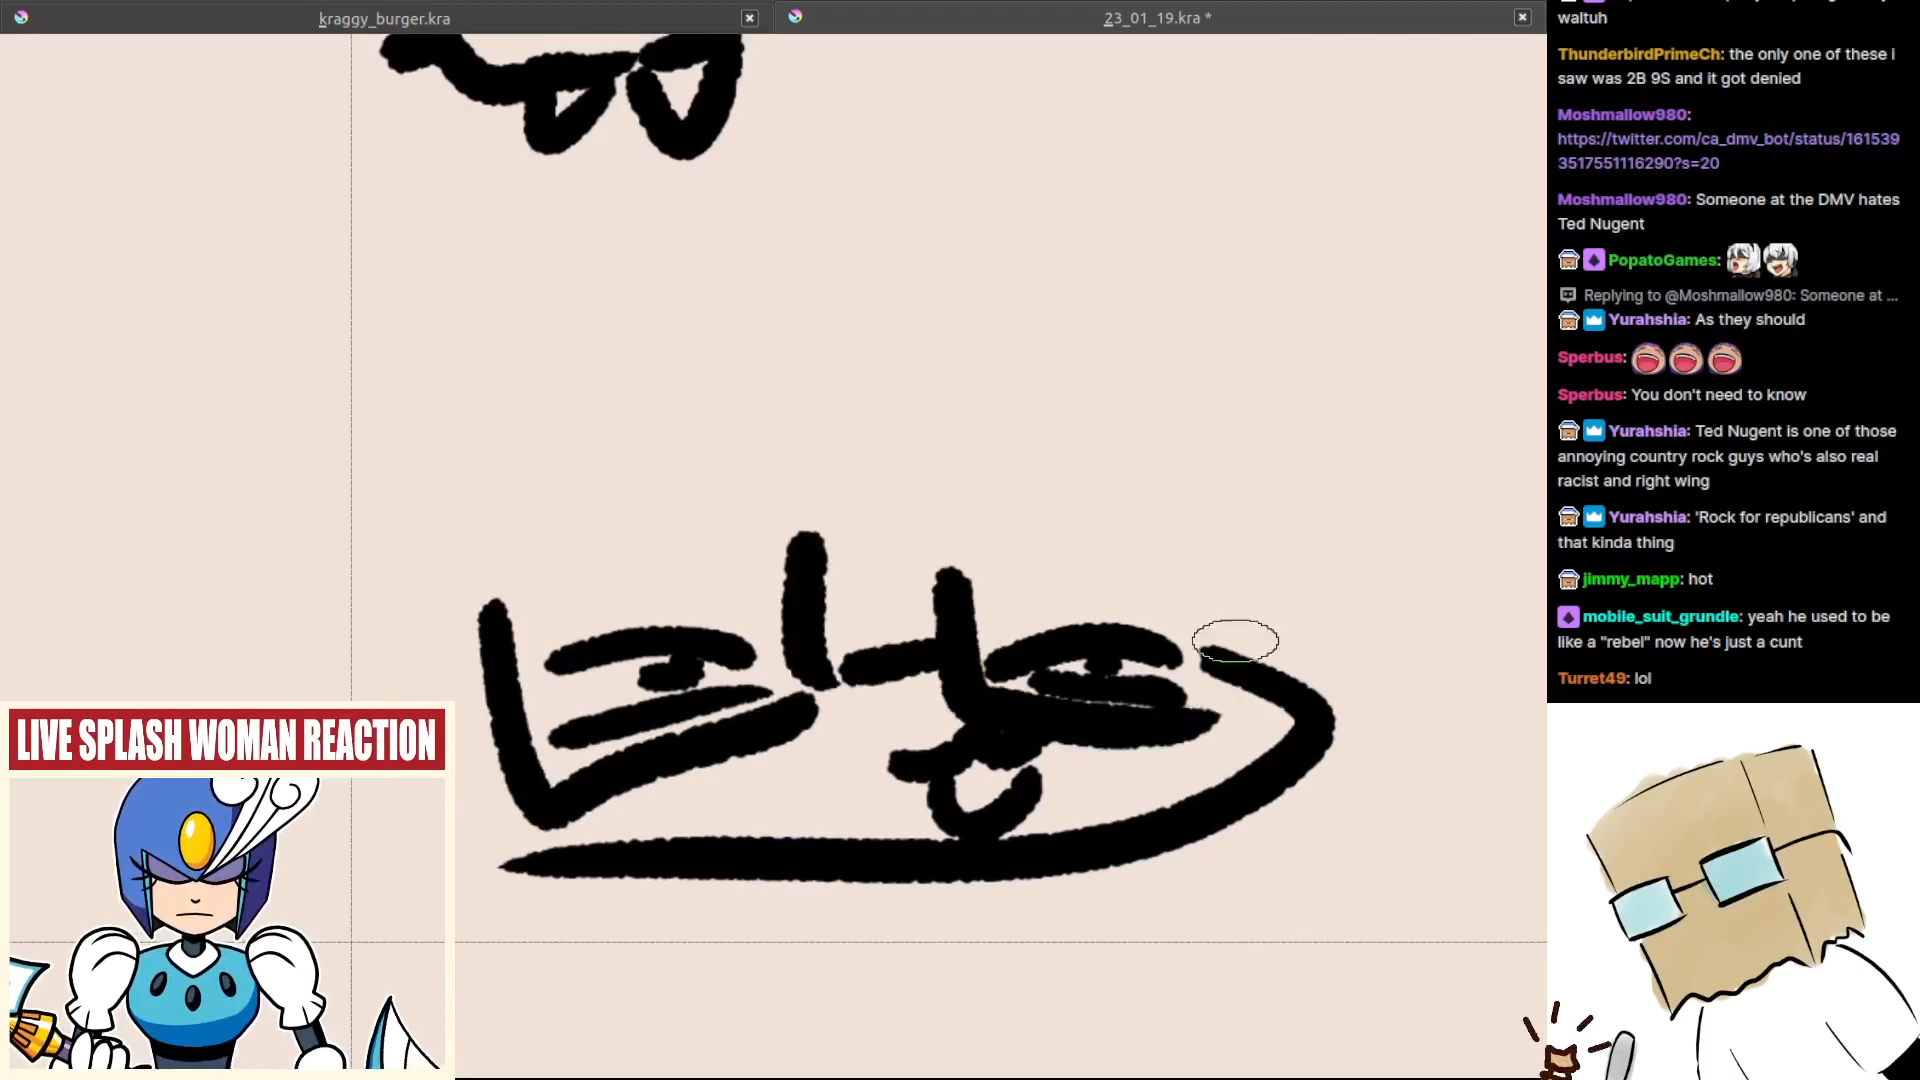 kraggy_burger.kra
23_01_19.kra *
waltuh
ThunderbirdPrimeCh: the only one of these i
saw was 2B 9S and it got denied
Moshmallow980:
https://twitter.com/ca_dmv_bot/status/161539
3517551116290?s=20
Moshmallow980: Someone at the DMV hates
Ted Nugent
PopatoGames:
Replying to @Moshmallow980: Someone at ...
Yurahshia: As they should
Sperbus:
Sperbus: You don't need to know
Yurahshia: Ted Nugent is one of those
annoying country rock guys who's also real
racist and right wing
Yurahshia: 'Rock for republicans' and
that kinda thing
jimmy_mapp: hot
mobile_suit_grundle: yeah he used to be
like a "rebel" now he's just a cunt
Turret49: lol
LIVE SPLASH WOMAN REACTION